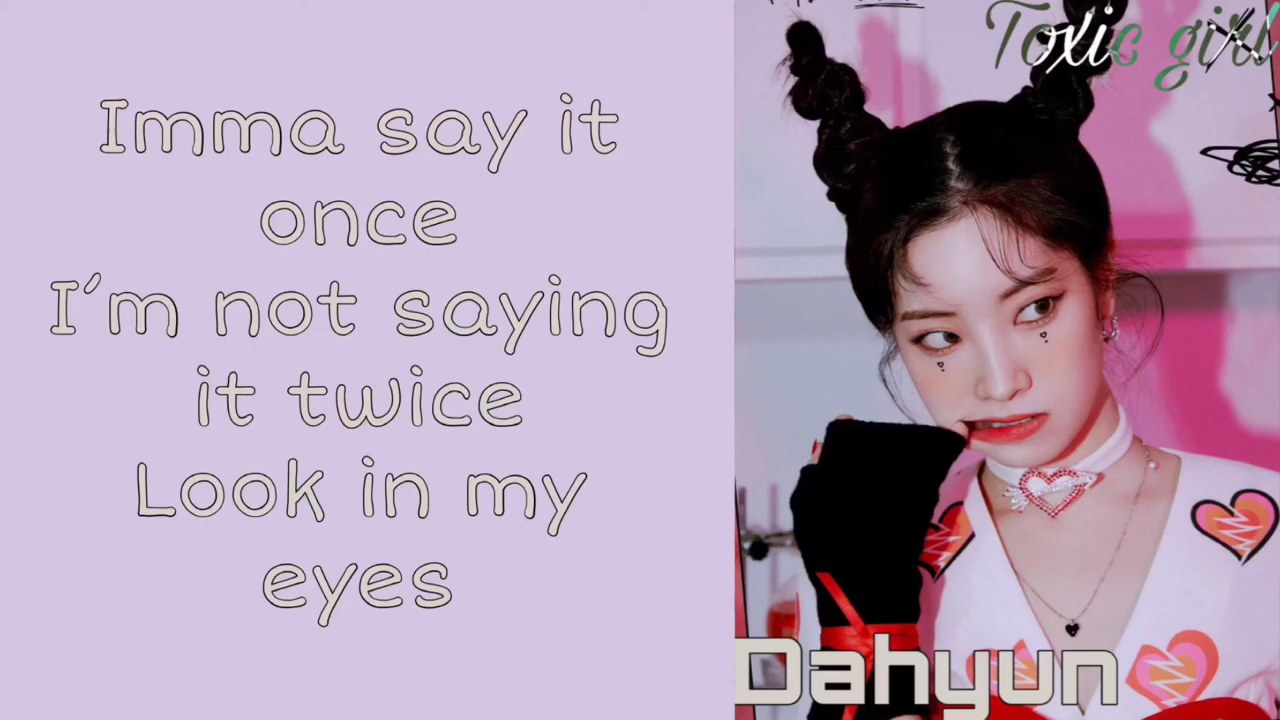 Imma say it
once
I'm not saying
it twice
Look in my
eyes
Toxic girl
Dahyun